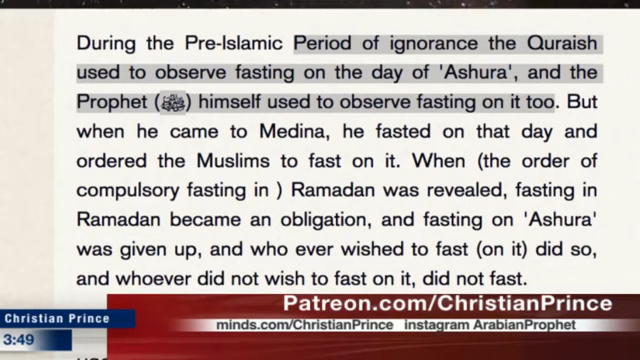 During the Pre-Islamic Period of ignorance the Quraish
used to observe fasting on the day of 'Ashura', and the
Prophet (ﷺ) himself used to observe fasting on it too. But
when he came to Medina, he fasted on that day and
ordered the Muslims to fast on it. When (the order of
compulsory fasting in ) Ramadan was revealed, fasting in
Ramadan became an obligation, and fasting on 'Ashura'
was given up, and who ever wished to fast (on it) did so,
and whoever did not wish to fast on it, did not fast.
Patreon.com/ChristianPrince
Christian Prince
minds.com/ChristianPrince instagram ArabianProphet
3:49